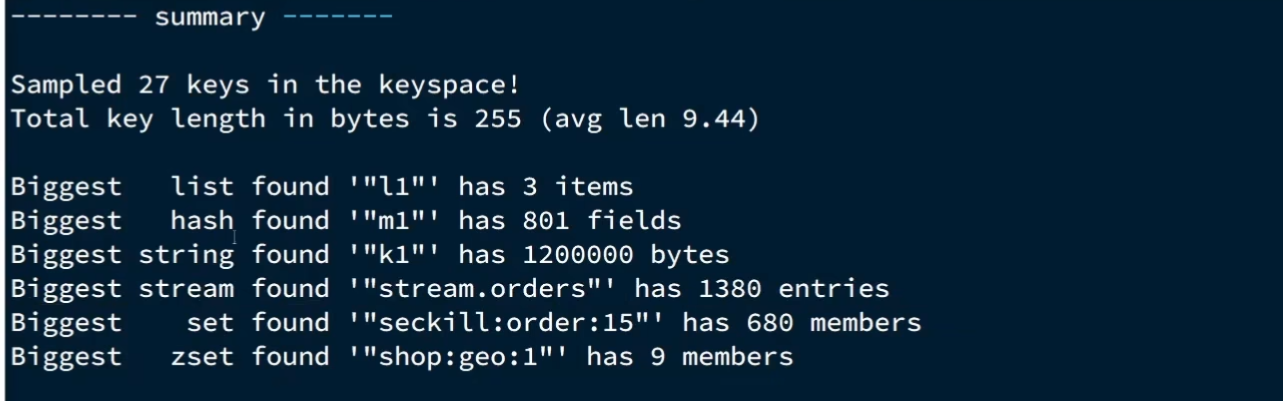 -------- summary -------
Sampled 27 keys in the keyspace!
Total key length in bytes is 255 (avg len 9.44)
Biggest   list found '"l1"' has 3 items
Biggest   hash found '"m1"' has 801 fields
Biggest string found '"k1"' has 1200000 bytes
Biggest stream found '"stream.orders"' has 1380 entries
Biggest    set found '"seckill:order:15"' has 680 members
Biggest   zset found '"shop:geo:1"' has 9 members